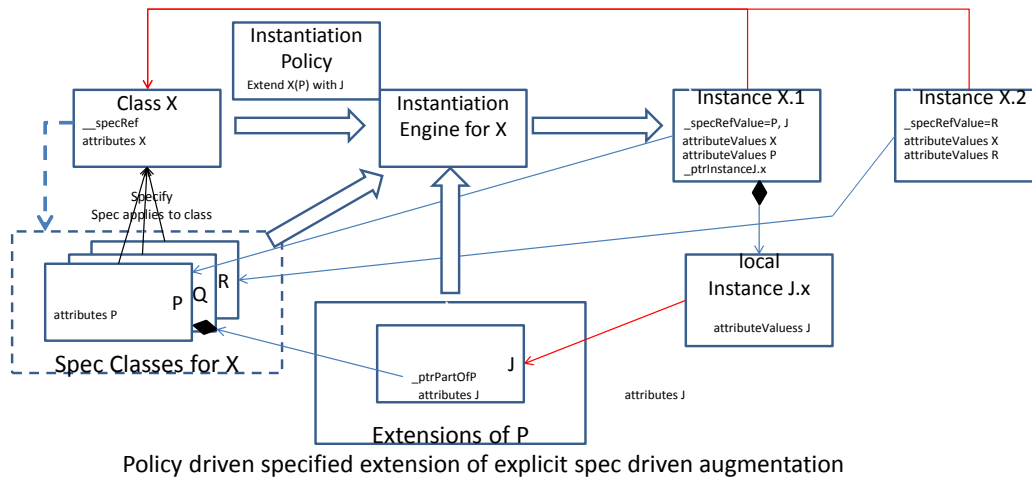 Instantiation
Policy
Extend X(P) with J
Class X
__specRef
attributes X
Instantiation
Engine for X
Instance X.1
_specRefValue=P, J
attributeValues X
attributeValues P
_ptrInstanceJ.x
Instance X.2
_specRefValue=R
attributeValues X
attributeValues R
Specify
Spec applies to class
R
Q
P
attributes P
Spec Classes for X
local
Instance J.x
attributeValuess J
J
_ptrPartOfP
attributes J
attributes J
Extensions of P
Policy driven specified extension of explicit spec driven augmentation